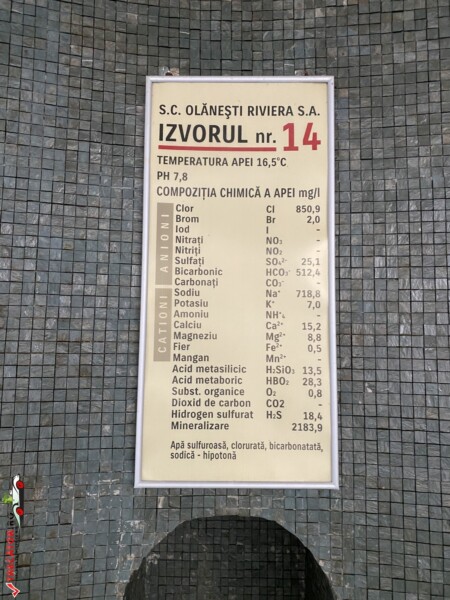 S.C. OLĂNEŞTI RIVIERA S.A.
IZVORUL nr. 14
TEMPERATURA APEI 16,5°C
PH 7,8
COMPOZIŢIA CHIMICĂ A APEI mg/l
ANIONI
Clor Cl 850,9
Brom Br 2,0
Iod I -
Nitraţi NO₃ -
Nitriţi NO₂ -
Sulfaţi SO₄²⁻ 25,1
Bicarbonic HCO₃⁻ 512,4
Carbonaţi CO₃⁻ -
CATIONI
Sodiu Na⁺ 718,8
Potasiu K⁺ 7,0
Amoniu NH⁺₄ -
Calciu Ca²⁺ 15,2
Magneziu Mg²⁺ 8,8
Fier Fe²⁺ 0,5
Mangan Mn²⁺ -
Acid metasilicic H₂SiO₃ 13,5
Acid metaboric HBO₂ 28,3
Subst. organice O₂ 0,8
Dioxid de carbon CO2 -
Hidrogen sulfurat H₂S 18,4
Mineralizare 2183,9
Apă sulfuroasă, clorurată, bicarbonatată,
sodică - hipotonă